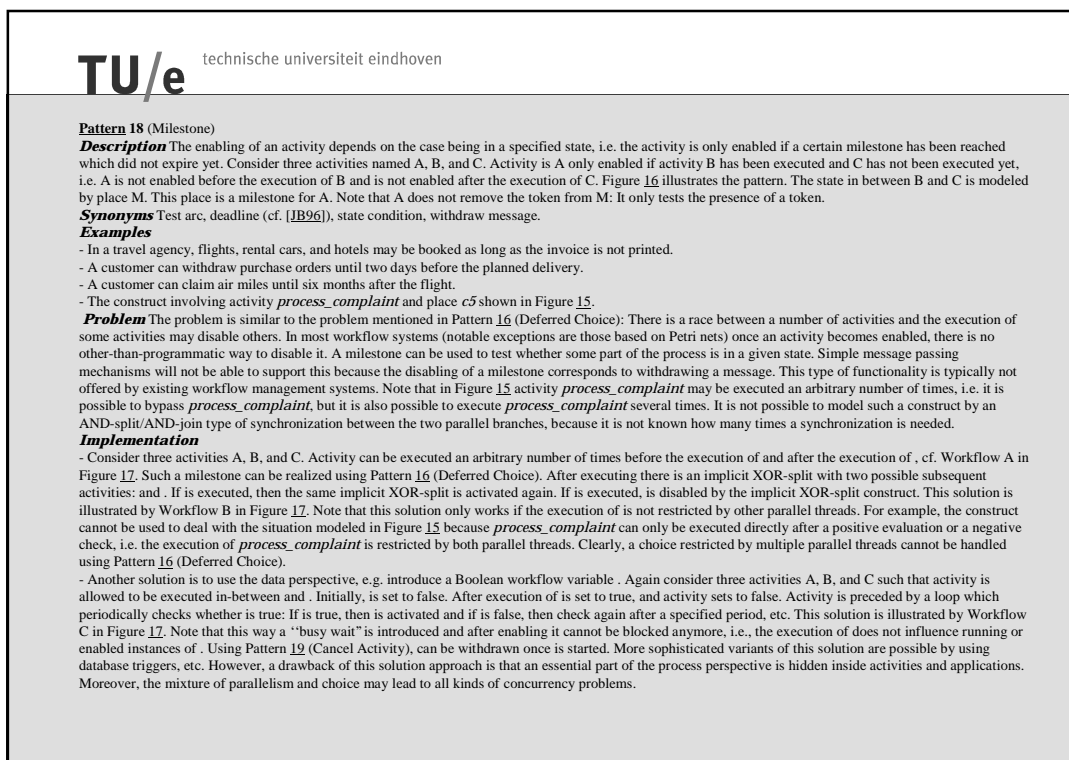 TU/e technische universiteit eindhoven
Pattern 18 (Milestone)
Description The enabling of an activity depends on the case being in a specified state, i.e. the activity is only enabled if a certain milestone has been reached
which did not expire yet. Consider three activities named A, B, and C. Activity is A only enabled if activity B has been executed and C has not been executed yet,
i.e. A is not enabled before the execution of B and is not enabled after the execution of C. Figure 16 illustrates the pattern. The state in between B and C is modeled
by place M. This place is a milestone for A. Note that A does not remove the token from M: It only tests the presence of a token.
Synonyms Test arc, deadline (cf. [JB96]), state condition, withdraw message.
Examples
- In a travel agency, flights, rental cars, and hotels may be booked as long as the invoice is not printed.
- A customer can withdraw purchase orders until two days before the planned delivery.
- A customer can claim air miles until six months after the flight.
- The construct involving activity process_complaint and place c5 shown in Figure 15.
Problem The problem is similar to the problem mentioned in Pattern 16 (Deferred Choice): There is a race between a number of activities and the execution of
some activities may disable others. In most workflow systems (notable exceptions are those based on Petri nets) once an activity becomes enabled, there is no
other-than-programmatic way to disable it. A milestone can be used to test whether some part of the process is in a given state. Simple message passing
mechanisms will not be able to support this because the disabling of a milestone corresponds to withdrawing a message. This type of functionality is typically not
offered by existing workflow management systems. Note that in Figure 15 activity process_complaint may be executed an arbitrary number of times, i.e. it is
possible to bypass process_complaint, but it is also possible to execute process_complaint several times. It is not possible to model such a construct by an
AND-split/AND-join type of synchronization between the two parallel branches, because it is not known how many times a synchronization is needed.
Implementation
- Consider three activities A, B, and C. Activity can be executed an arbitrary number of times before the execution of and after the execution of , cf. Workflow A in
Figure 17. Such a milestone can be realized using Pattern 16 (Deferred Choice). After executing there is an implicit XOR-split with two possible subsequent
activities: and . If is executed, then the same implicit XOR-split is activated again. If is executed, is disabled by the implicit XOR-split construct. This solution is
illustrated by Workflow B in Figure 17. Note that this solution only works if the execution of is not restricted by other parallel threads. For example, the construct
cannot be used to deal with the situation modeled in Figure 15 because process_complaint can only be executed directly after a positive evaluation or a negative
check, i.e. the execution of process_complaint is restricted by both parallel threads. Clearly, a choice restricted by multiple parallel threads cannot be handled
using Pattern 16 (Deferred Choice).
- Another solution is to use the data perspective, e.g. introduce a Boolean workflow variable . Again consider three activities A, B, and C such that activity is
allowed to be executed in-between and . Initially, is set to false. After execution of is set to true, and activity sets to false. Activity is preceded by a loop which
periodically checks whether is true: If is true, then is activated and if is false, then check again after a specified period, etc. This solution is illustrated by Workflow
C in Figure 17. Note that this way a ‘‘busy wait’’ is introduced and after enabling it cannot be blocked anymore, i.e., the execution of does not influence running or
enabled instances of . Using Pattern 19 (Cancel Activity), can be withdrawn once is started. More sophisticated variants of this solution are possible by using
database triggers, etc. However, a drawback of this solution approach is that an essential part of the process perspective is hidden inside activities and applications.
Moreover, the mixture of parallelism and choice may lead to all kinds of concurrency problems.